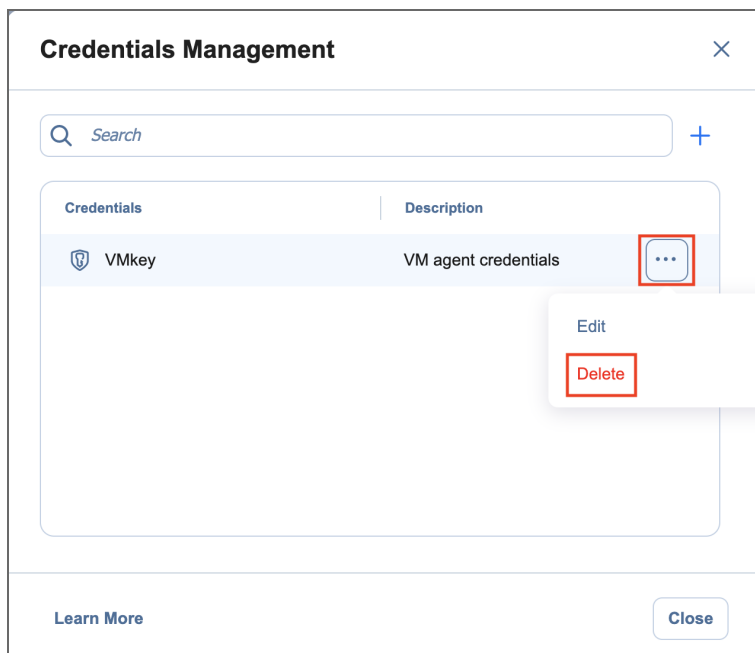 Credentials Management
Search
Credentials Description
VMkey VM agent credentials
Edit
Delete
Learn More Close